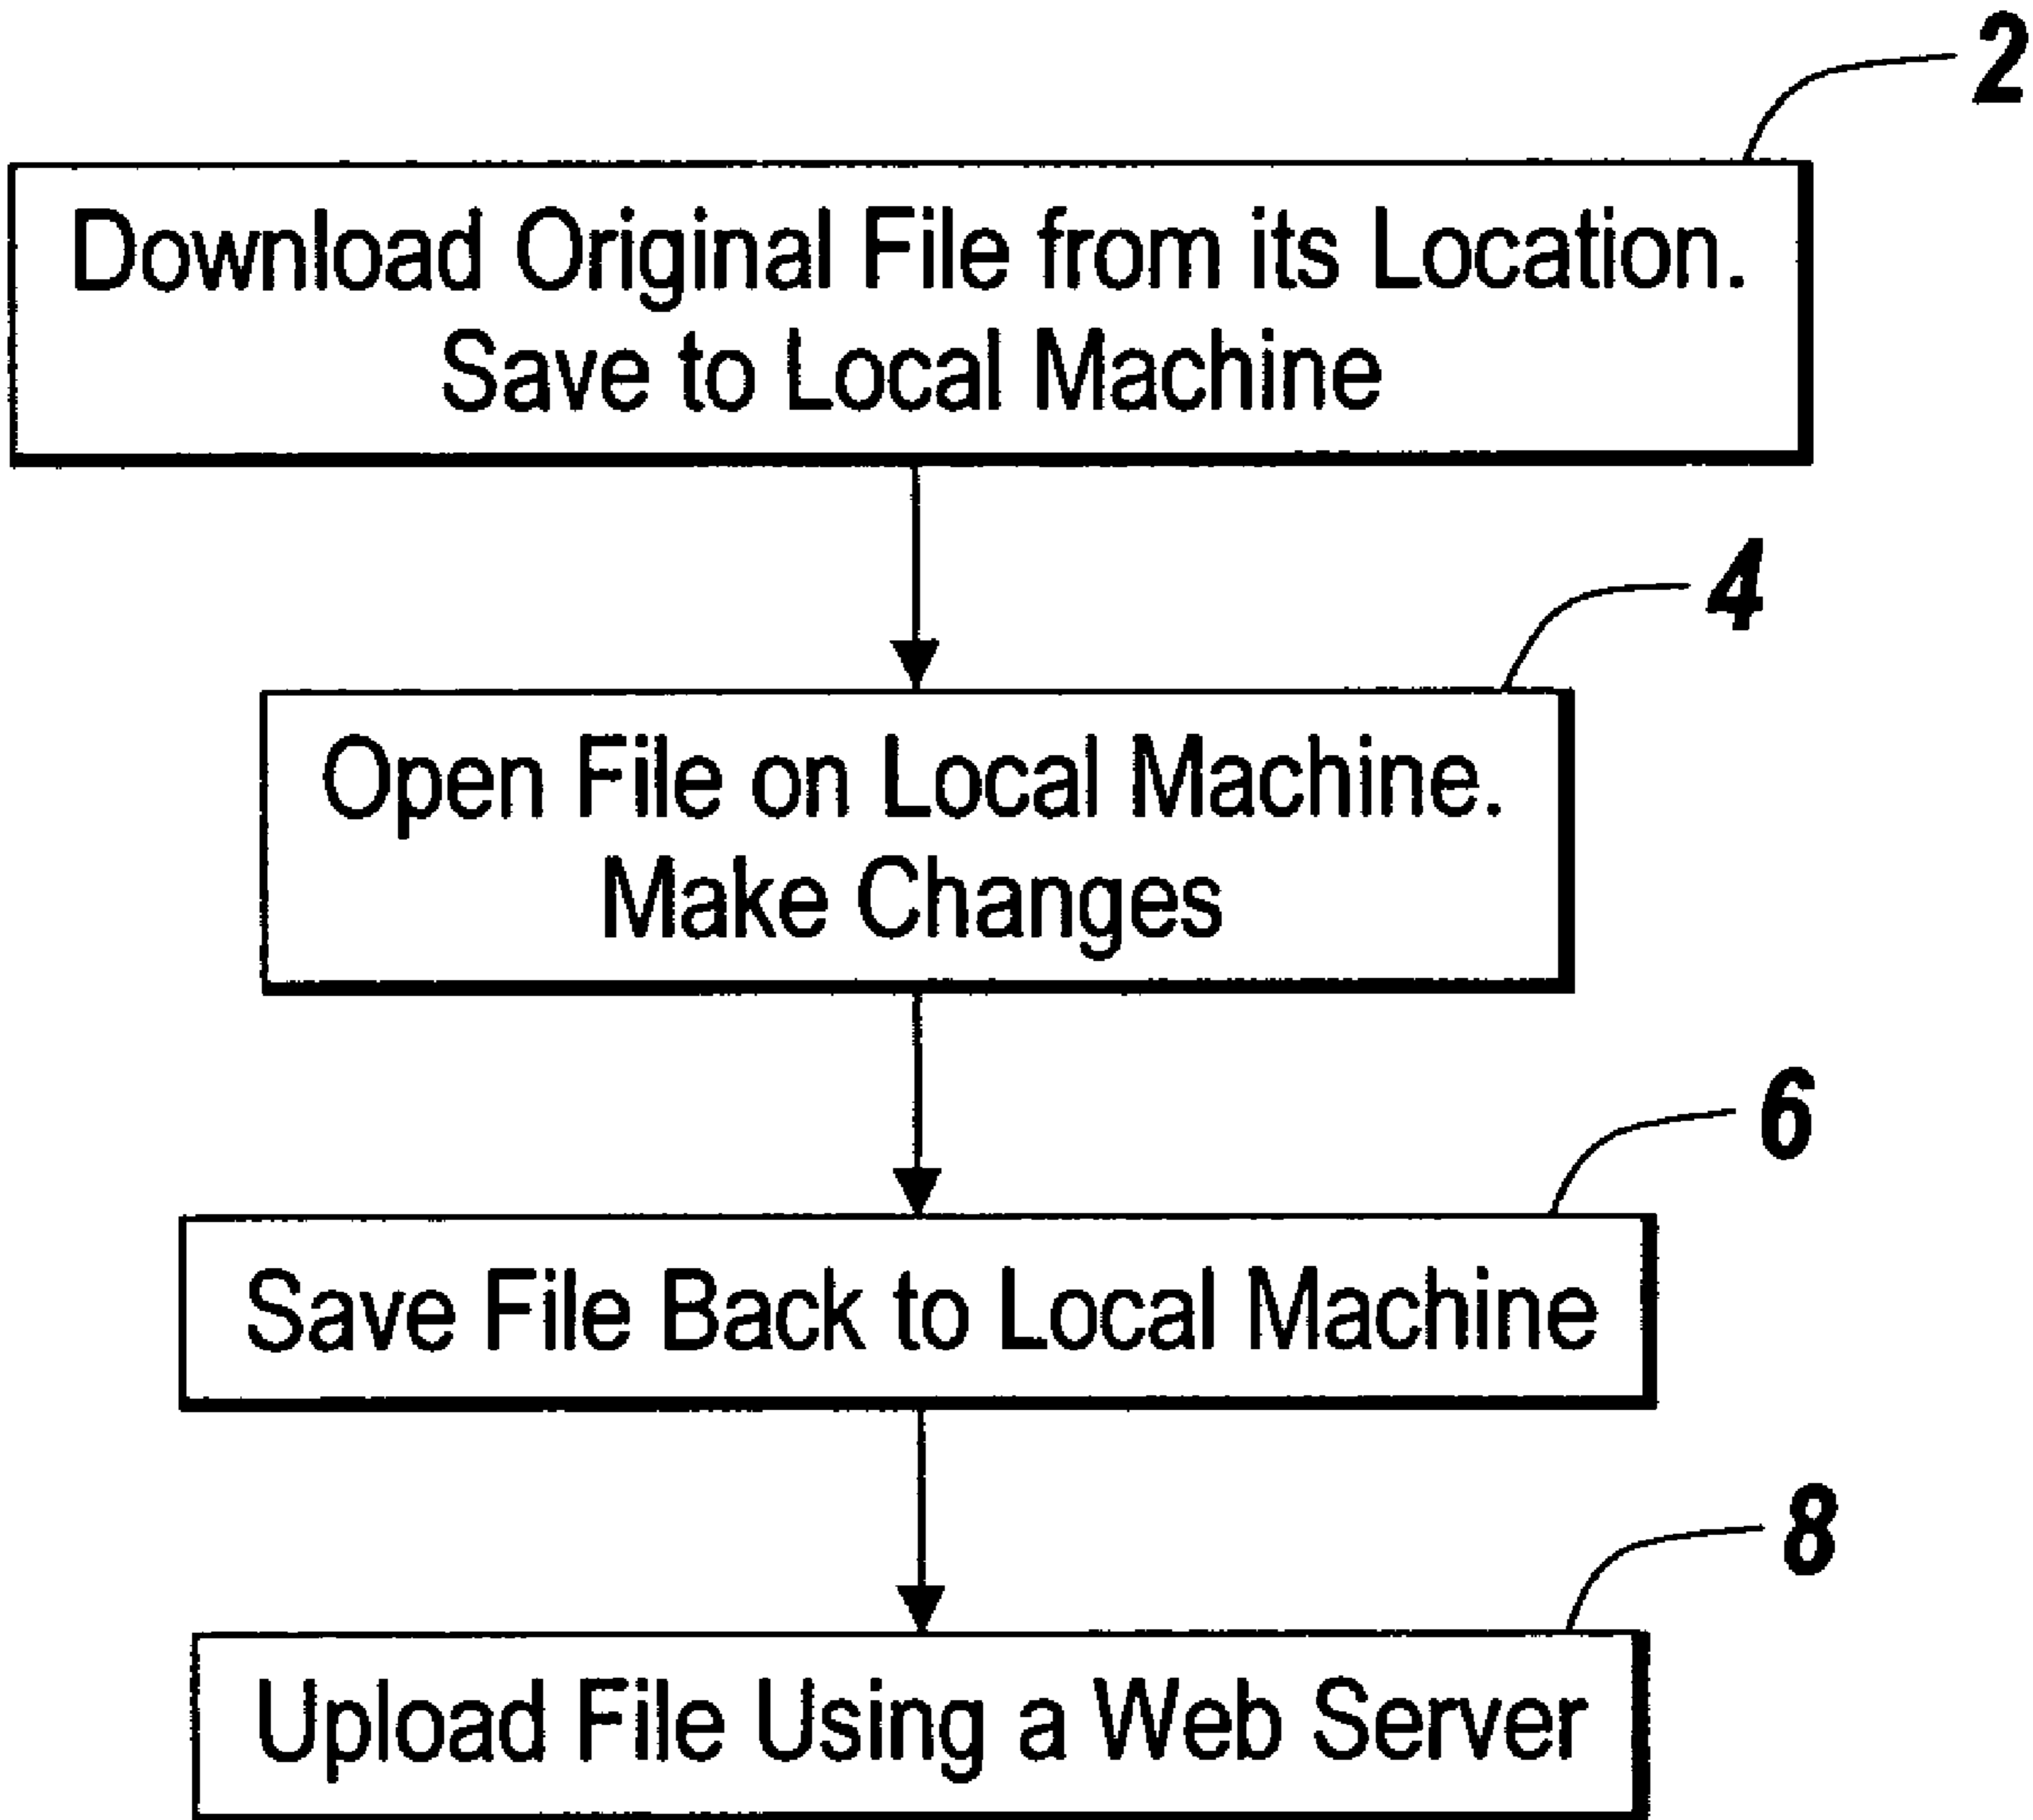 2
Download Original File from its Location.
Save to Local Machine
4
Open File on Local Machine.
Make Changes
6
Save File Back to Local Machine
8
Upload File Using a Web Server